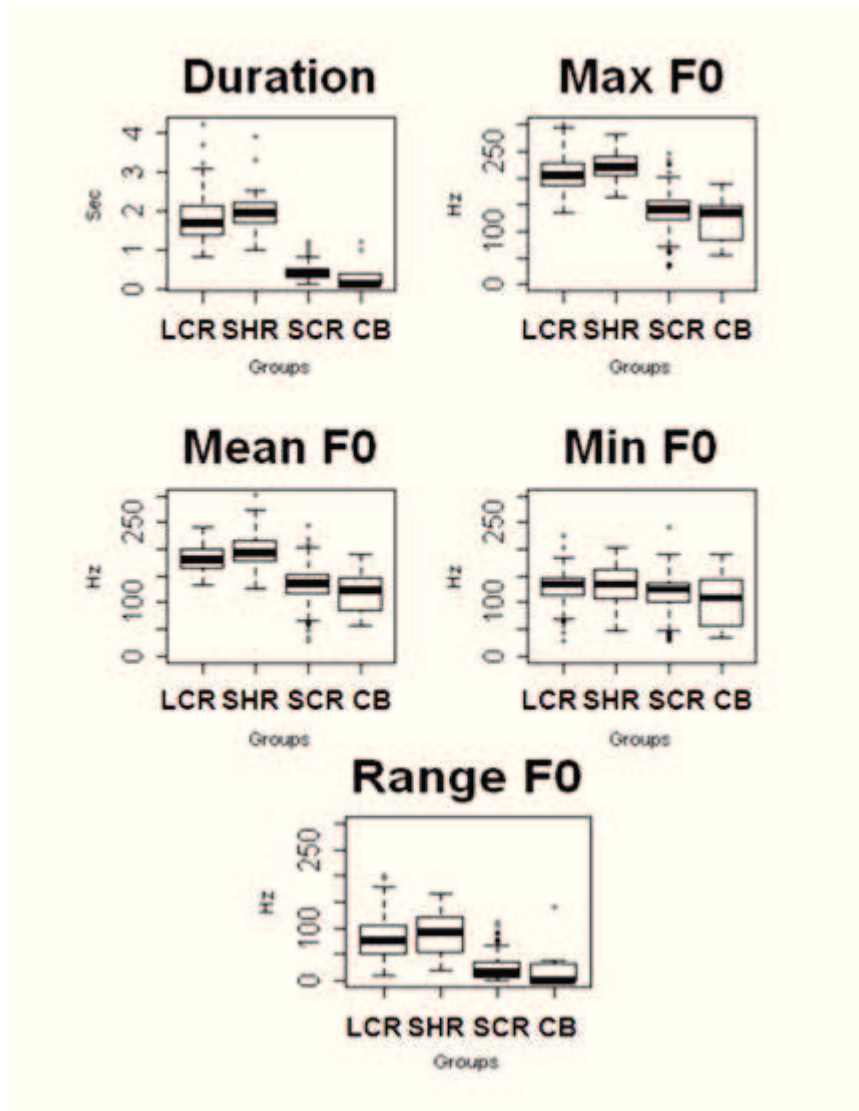 Duration
4
3
2
1
0
Sec
LCR SHR SCR CB
Groups
Max F0
250
100
0
Hz
LCR SHR SCR CB
Groups
Mean F0
250
100
0
Hz
LCR SHR SCR CB
Groups
Min F0
250
100
0
Hz
LCR SHR SCR CB
Groups
Range F0
250
100
0
Hz
LCR SHR SCR CB
Groups